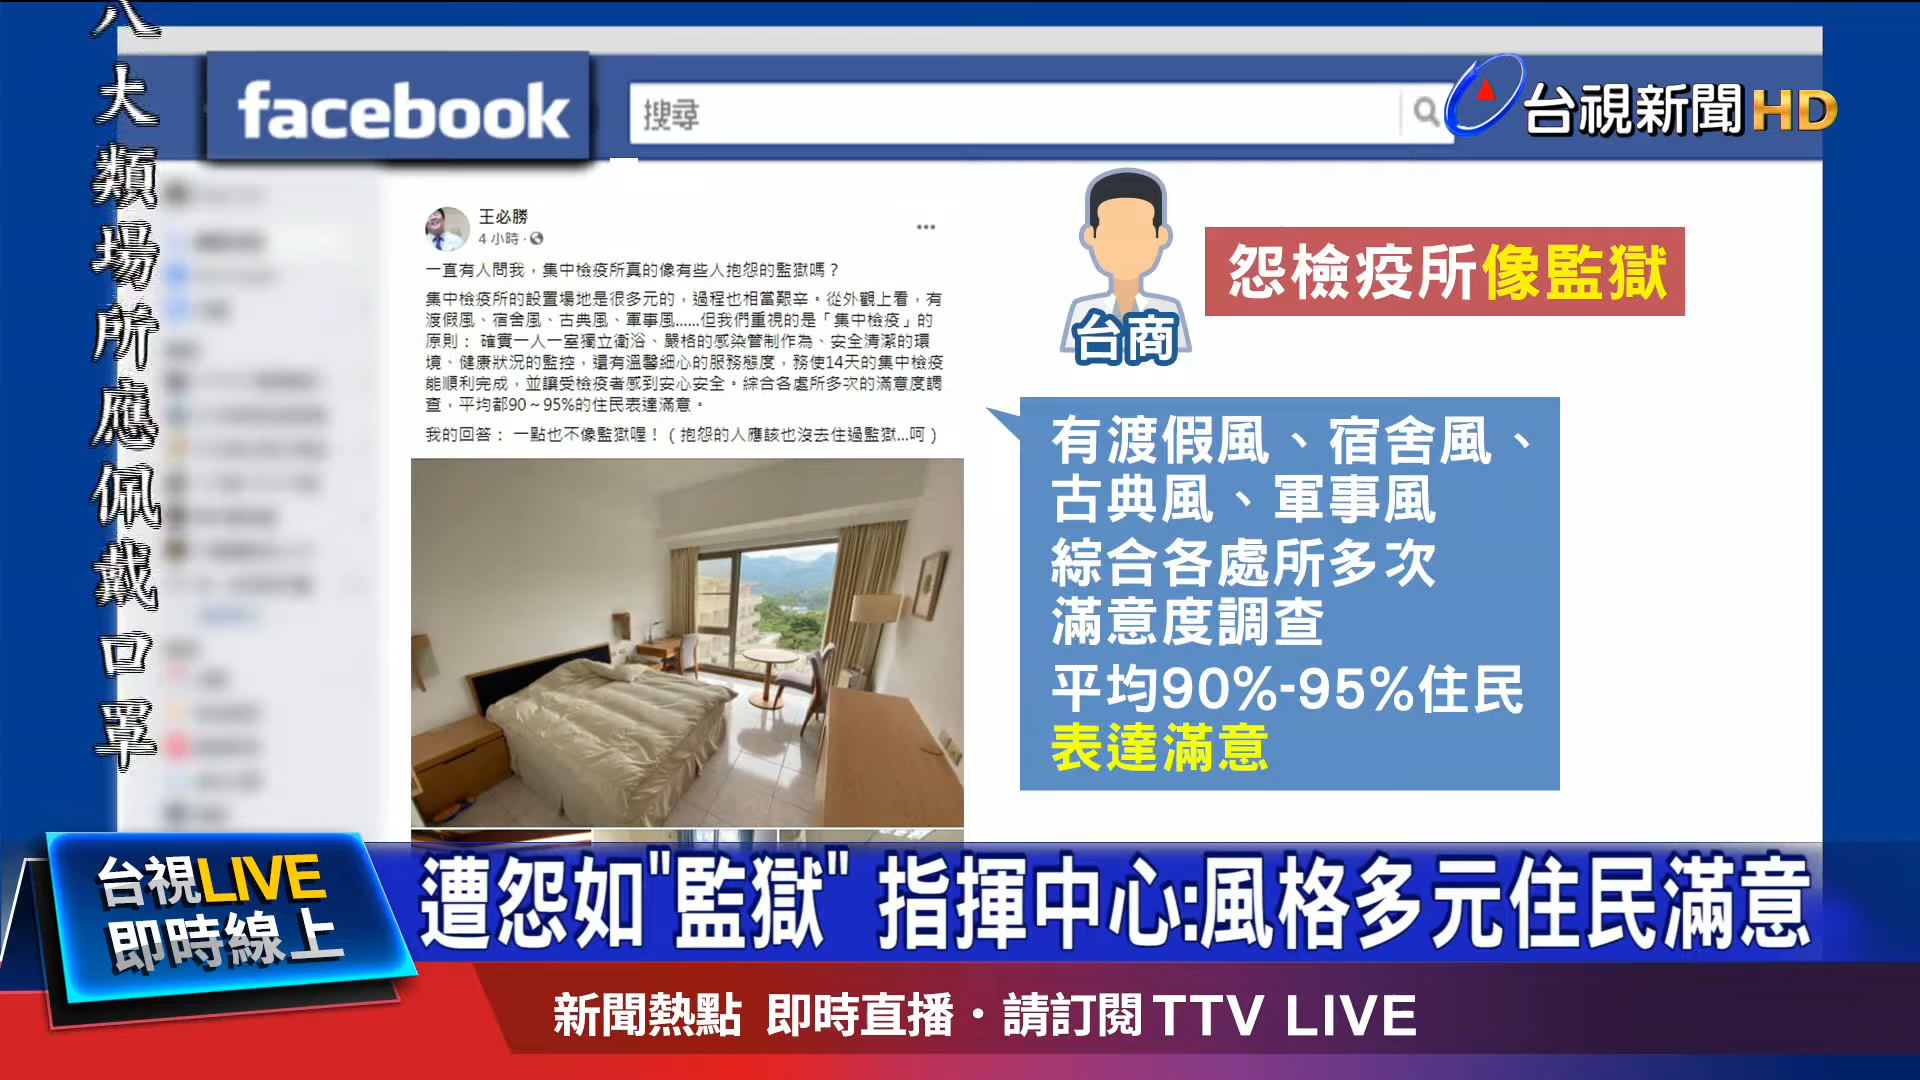 八大類場所應佩戴口罩
facebook
搜尋
台視新聞HD
王必勝
4 小時 ·
一直有人問我，集中檢疫所真的像有些人抱怨的監獄嗎？
集中檢疫所的設置場地是很多元的，過程也相當艱辛。從外觀上看，有
渡假風、宿舍風、古典風、軍事風......但我們重視的是「集中檢疫」的
原則： 確實一人一室獨立衛浴、嚴格的感染管制作為、安全清潔的環
境、健康狀況的監控，還有溫馨細心的服務態度，務使14天的集中檢疫
能順利完成，並讓受檢疫者感到安心安全。綜合各處所多次的滿意度調
查，平均都90～95%的住民表達滿意。
我的回答： 一點也不像監獄喔！（抱怨的人應該也沒去住過監獄...呵）
怨檢疫所像監獄
台商
有渡假風、宿舍風、
古典風、軍事風
綜合各處所多次
滿意度調查
平均90%-95%住民
表達滿意
台視LIVE
即時線上
遭怨如"監獄" 指揮中心:風格多元住民滿意
新聞熱點 即時直播・請訂閱TTV LIVE